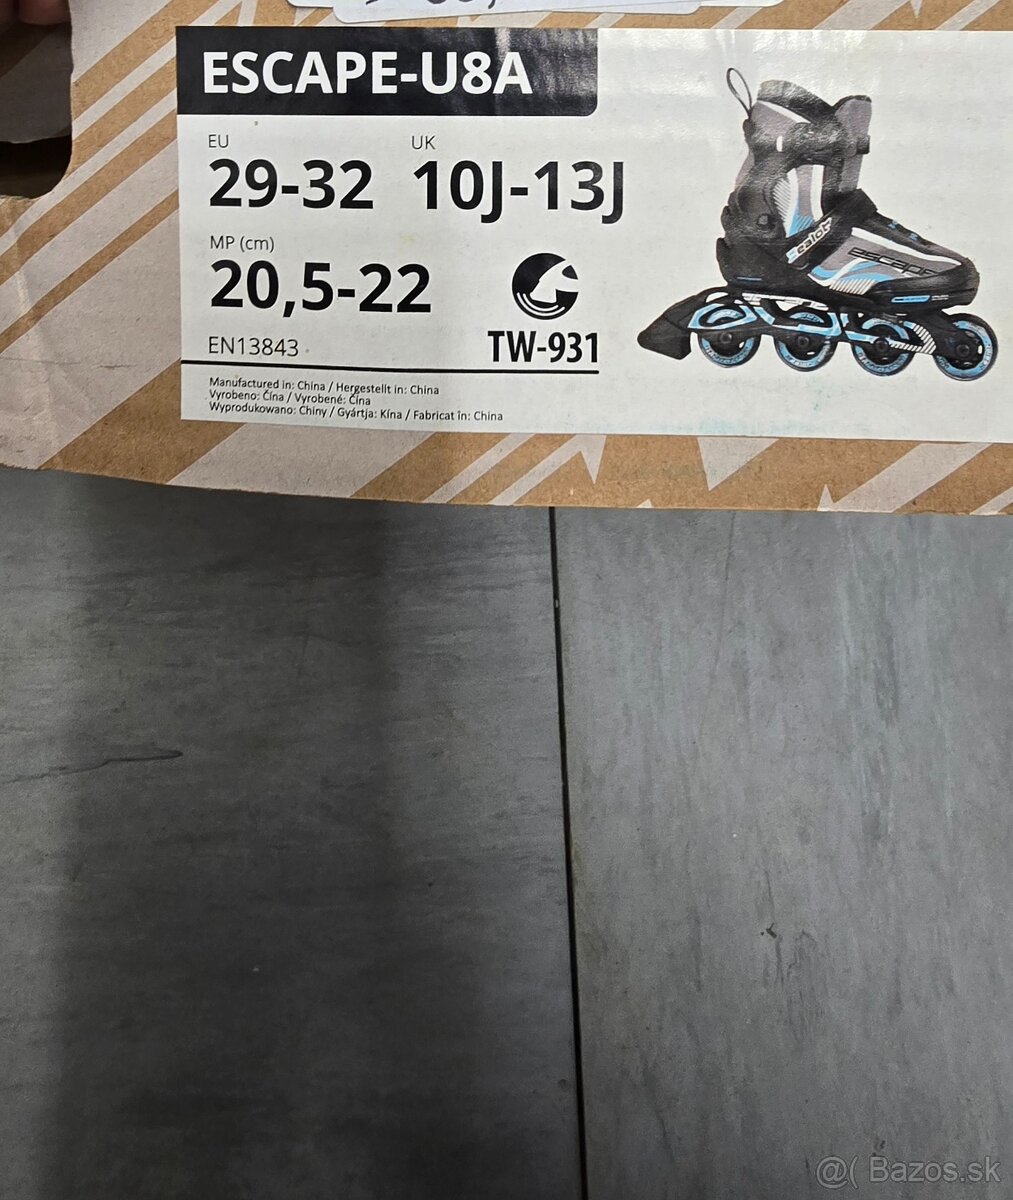 ESCAPE-U8A
EU UK
29-32 10J-13J
MP (cm)
20,5-22
EN13843
TW-931
Manufactured in: China / Hergestellt in: China
Vyrobeno: Čína / Vyrobené: Čína
Wyprodukowano: Chiny / Gyártja: Kína / Fabricat în: China
ealot
escape
@( Bazos.sk